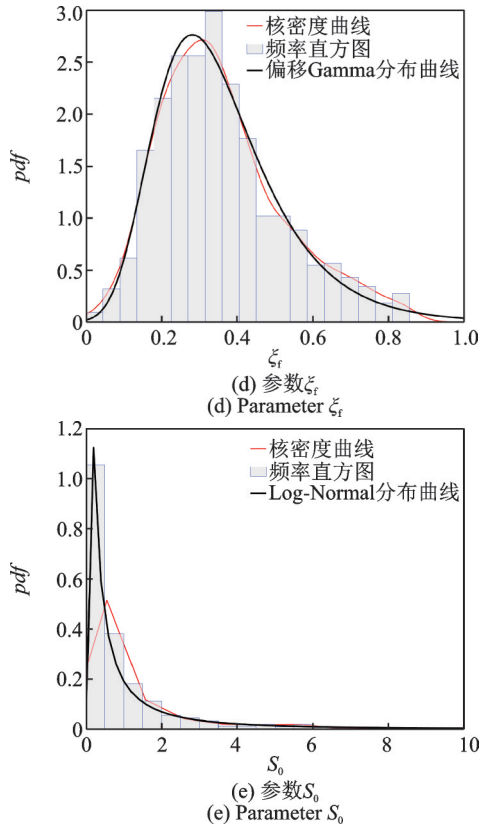 3.0
2.5
2.0
1.5
1.0
0.5
0
pdf
核密度曲线
频率直方图
偏移Gamma分布曲线
0 0.2 0.4 0.6 0.8 1.0
ξf
(d) 参数ξf
(d) Parameter ξf
1.2
1.0
0.8
0.6
0.4
0.2
0
pdf
核密度曲线
频率直方图
Log-Normal分布曲线
0 2 4 6 8 10
S0
(e) 参数S0
(e) Parameter S0